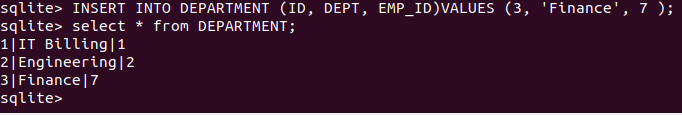 sqlite> INSERT INTO DEPARTMENT (ID, DEPT, EMP_ID)VALUES (3, 'Finance', 7 );
sqlite> select * from DEPARTMENT;
1|IT Billing|1
2|Engineering|2
3|Finance|7
sqlite>